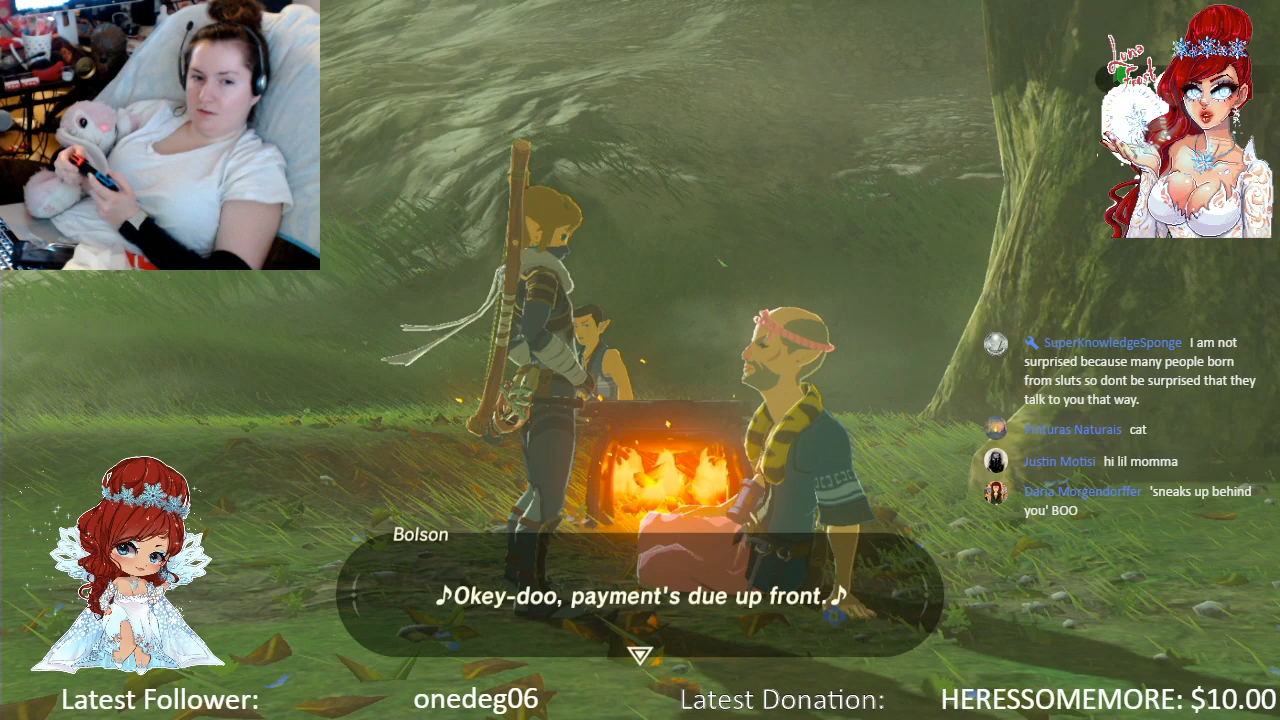 Luna
Frost
SuperKnowledgeSponge I am not
surprised because many people born
from sluts so dont be surprised that they
talk to you that way.
Pinturas Naturais cat
Justin Motisi hi lil momma
Daria Morgendorffer 'sneaks up behind
you' BOO
Bolson
♪Okey-doo, payment's due up front.♪
Latest Follower: onedeg06 Latest Donation: HERESSOMEMORE: $10.00